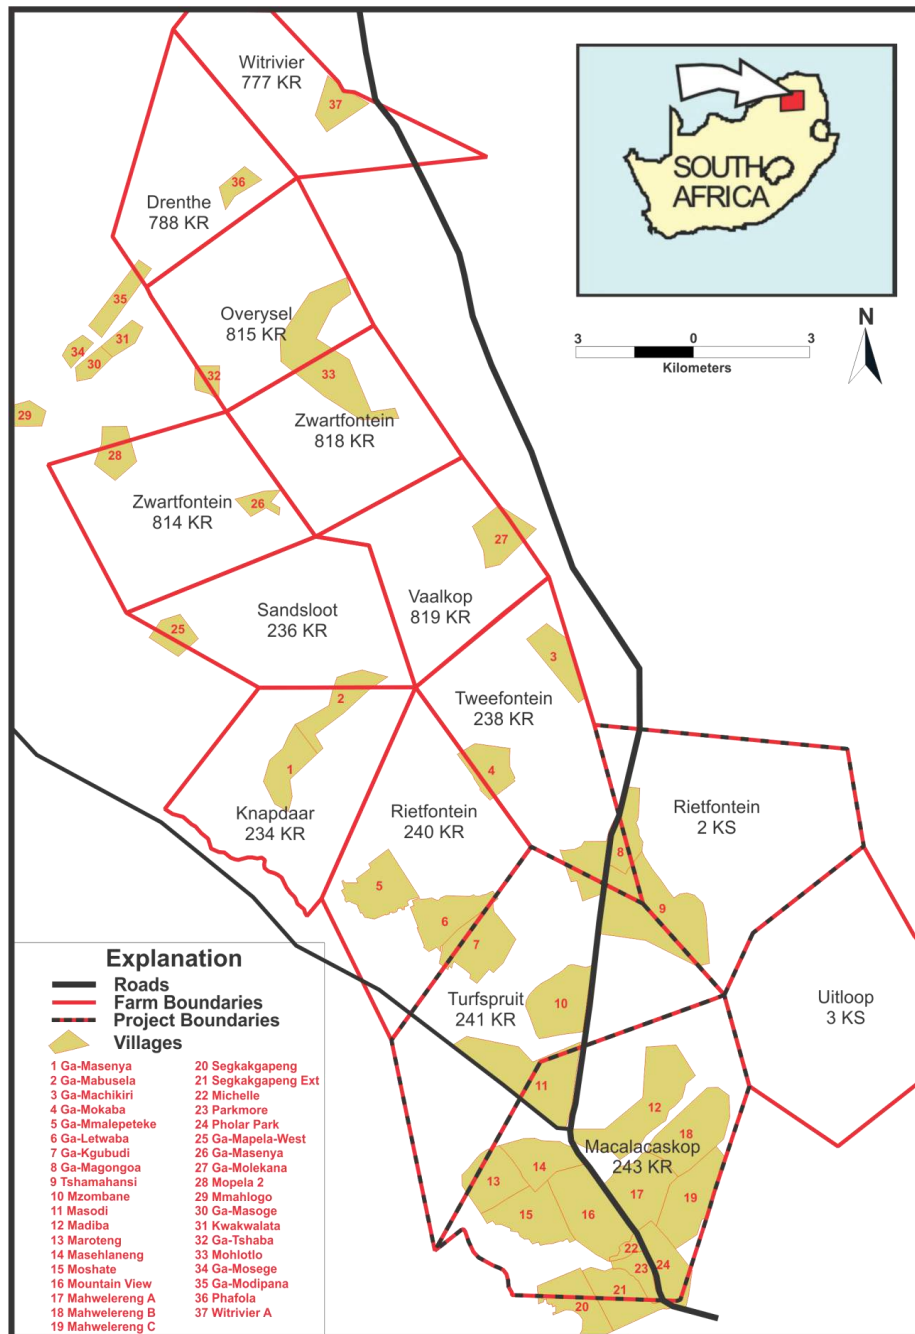 Witrivier
777 KR
37
36
Drenthe
788 KR
SOUTH
AFRICA
35
Overysel
815 KR
34
31
30
32
33
N
3 0 3
Kilometers
29
Zwartfontein
818 KR
28
Zwartfontein
814 KR
26
27
Sandsloot
236 KR
Vaalkop
819 KR
25
3
2
Tweefontein
238 KR
1
4
Knapdaar
234 KR
Rietfontein
240 KR
Rietfontein
2 KS
8
5
9
6
7
10
Turfspruit
241 KR
Uitloop
3 KS
11
12
18
Macalacaskop
243 KR
13
14
17
19
15
16
22
23
24
21
20
Explanation
Roads
Farm Boundaries
Project Boundaries
Villages
1 Ga-Masenya
2 Ga-Mabusela
3 Ga-Machikiri
4 Ga-Mokaba
5 Ga-Mmalepeteke
6 Ga-Letwaba
7 Ga-Kgubudi
8 Ga-Magongoa
9 Tshamahansi
10 Mzombane
11 Masodi
12 Madiba
13 Maroteng
14 Masehlaneng
15 Moshate
16 Mountain View
17 Mahwelereng A
18 Mahwelereng B
19 Mahwelereng C
20 Segkakgapeng
21 Segkakgapeng Ext
22 Michelle
23 Parkmore
24 Pholar Park
25 Ga-Mapela-West
26 Ga-Masenya
27 Ga-Molekana
28 Mopela 2
29 Mmahlogo
30 Ga-Masoge
31 Kwakwalata
32 Ga-Tshaba
33 Mohlotlo
34 Ga-Mosege
35 Ga-Modipana
36 Phafola
37 Witrivier A